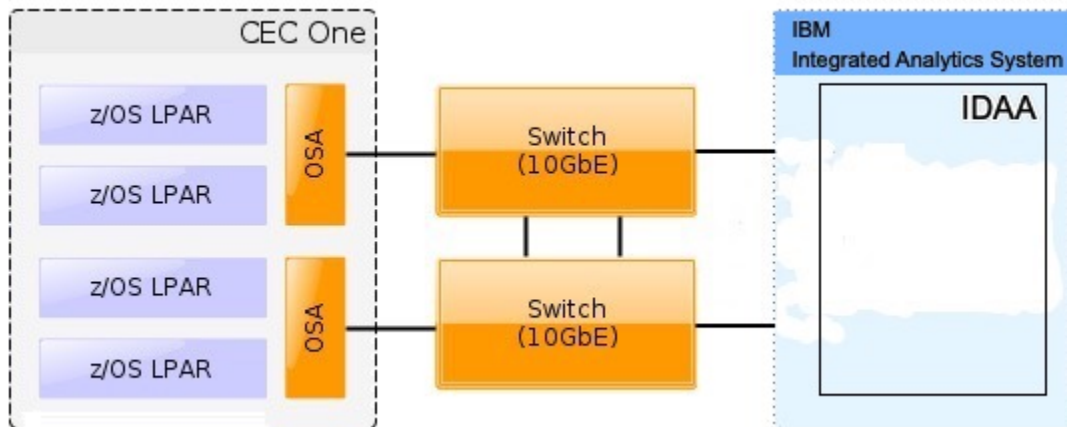 CEC One
z/OS LPAR
z/OS LPAR
OSA
z/OS LPAR
z/OS LPAR
OSA
Switch
(10GbE)
Switch
(10GbE)
IBM
Integrated Analytics System
IDAA